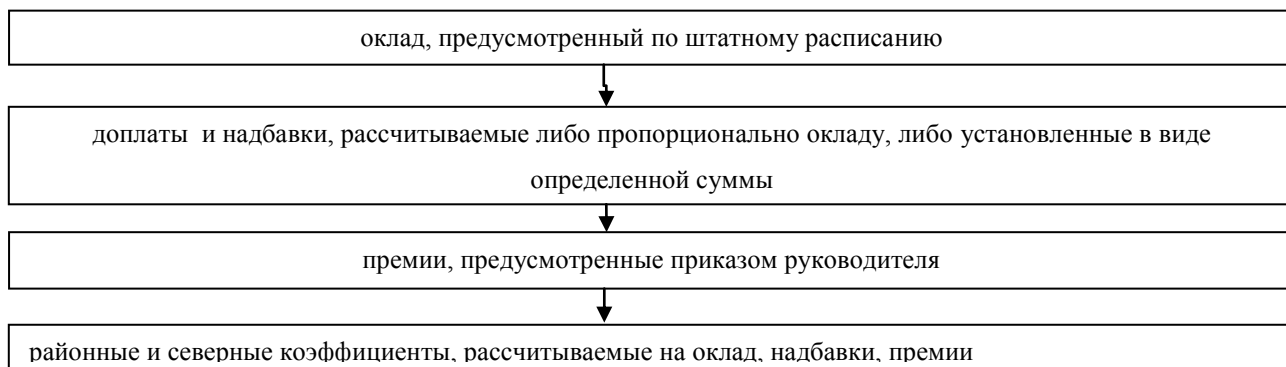 оклад, предусмотренный по штатному расписанию
доплаты и надбавки, рассчитываемые либо пропорционально окладу, либо установленные в виде
определенной суммы
премии, предусмотренные приказом руководителя
районные и северные коэффициенты, рассчитываемые на оклад, надбавки, премии